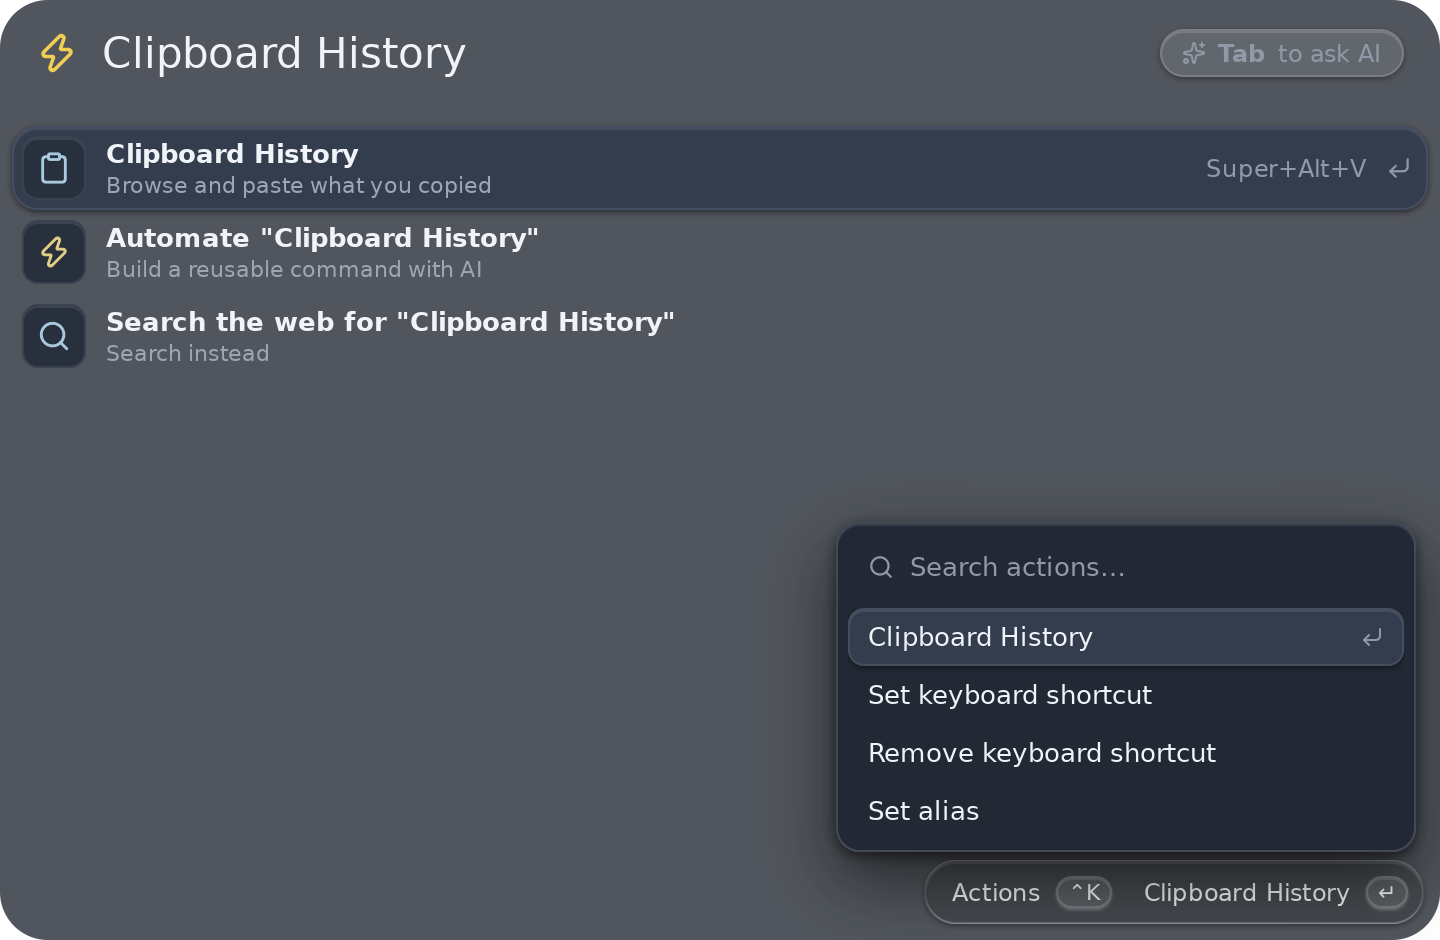 Clipboard History
Tab to ask AI
Clipboard History
Browse and paste what you copied
Super+Alt+V
Automate "Clipboard History"
Build a reusable command with AI
Search the web for "Clipboard History"
Search instead
Search actions...
Clipboard History
Set keyboard shortcut
Remove keyboard shortcut
Set alias
Actions ^K Clipboard History ↵